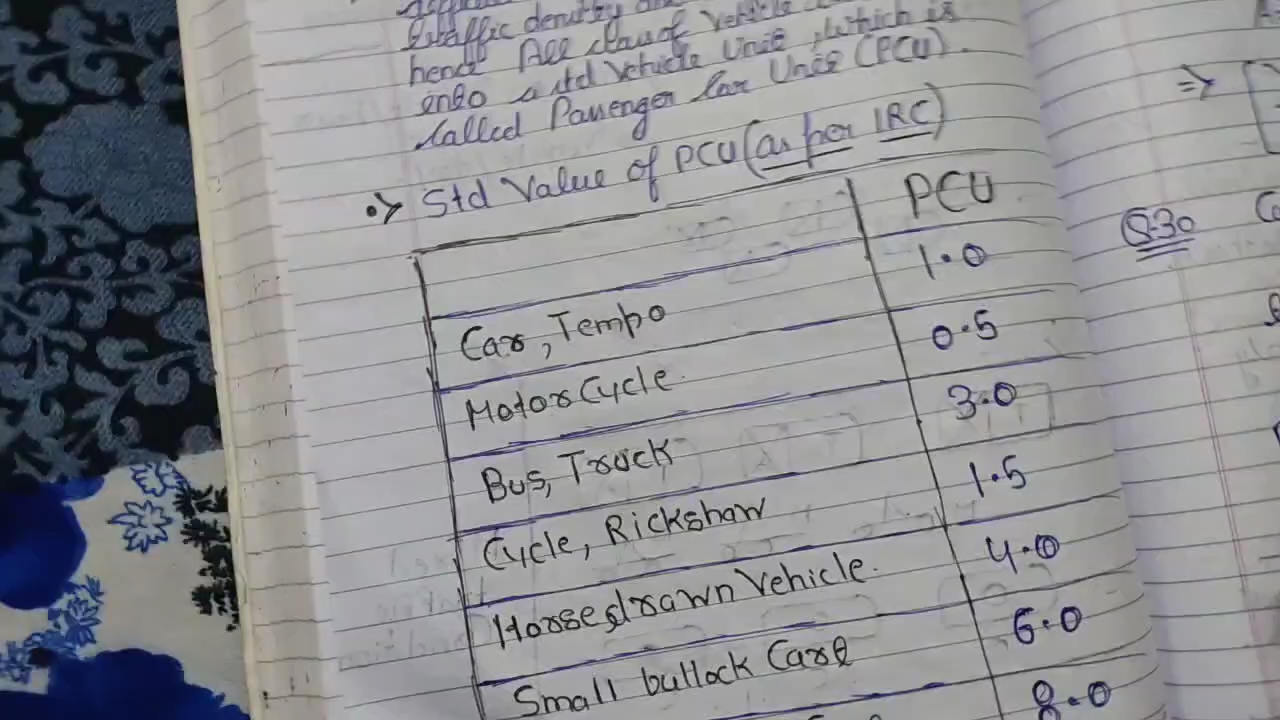 traffic density
hence All class of Vehicle
into a std Vehicle Unit, which is
called Passenger Car Unit (PCU).
•> Std Value of PCU (as per IRC)
PCU
Car, Tempo 1.0
Motor Cycle 0.5
Bus, Truck 3.0
Cycle, Rickshaw 1.5
Horse drawn Vehicle. 4.0
Small bullock Cart 6.0
8.0
⇒
Q.30